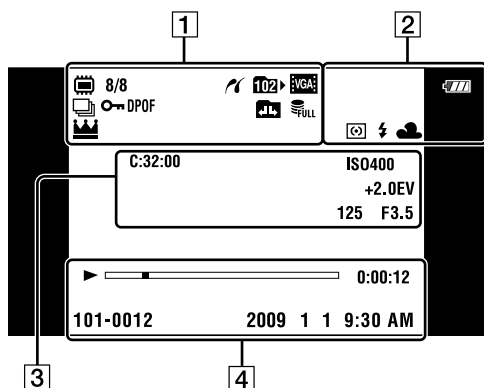 1
2
8/8
102
VGA
DPOF
FULL
C:32:00
ISO400
+2.0EV
125 F3.5
0:00:12
101-0012
2009 1 1 9:30 AM
3
4